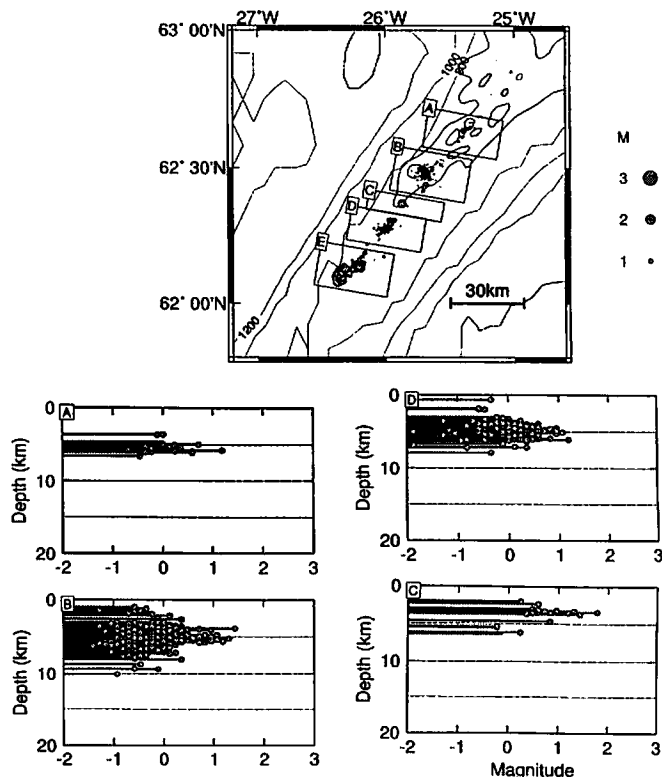 27°W 26°W 25°W
63° 00'N
62° 30'N
62° 00'N
1000
800
1200
A
B
C
D
E
30km
M
3
2
1
A
0
10
20
Depth (km)
-2 -1 0 1 2 3
D
0
10
20
Depth (km)
-2 -1 0 1 2 3
B
0
10
20
Depth (km)
-2 -1 0 1 2 3
C
0
10
20
Depth (km)
-2 -1 0 1 2 3
Magnitude